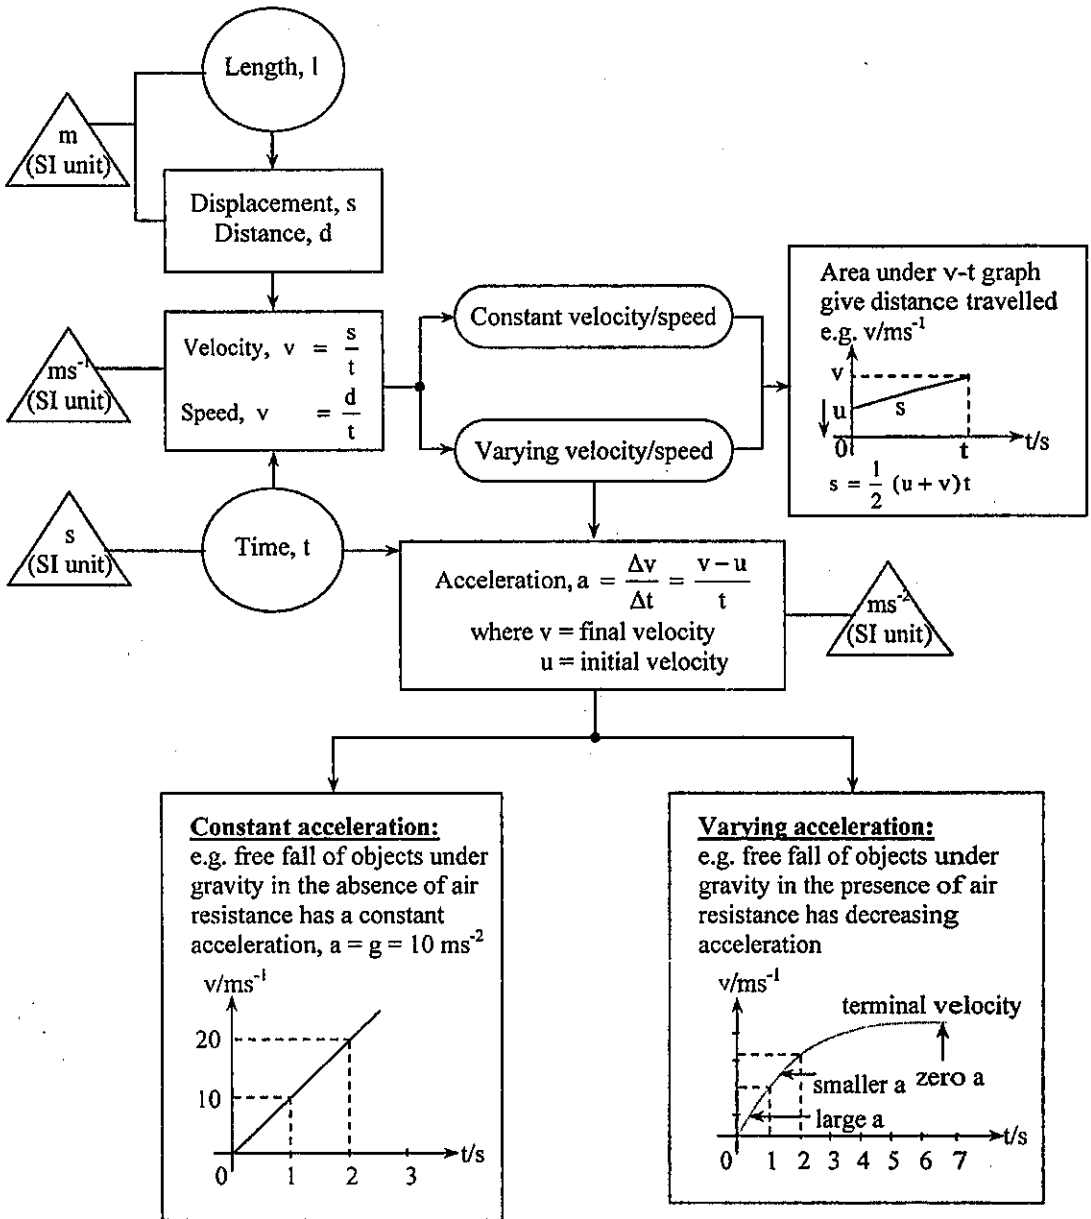 Length, l
m
(SI unit)
Displacement, s
Distance, d
Velocity, v = s/t
Speed, v = d/t
ms⁻¹
(SI unit)
Constant velocity/speed
Varying velocity/speed
Area under v-t graph
give distance travelled
e.g. v/ms⁻¹
v
u
s
0
t
t/s
s = 1/2 (u + v) t
s
(SI unit)
Time, t
Acceleration, a = Δv/Δt = v – u/t
where v = final velocity
u = initial velocity
ms⁻²
(SI unit)
Constant acceleration:
e.g. free fall of objects under
gravity in the absence of air
resistance has a constant
acceleration, a = g = 10 ms⁻²
v/ms⁻¹
20
10
0 1 2 3
t/s
Varying acceleration:
e.g. free fall of objects under
gravity in the presence of air
resistance has decreasing
acceleration
v/ms⁻¹
terminal velocity
smaller a
zero a
large a
t/s
0 1 2 3 4 5 6 7